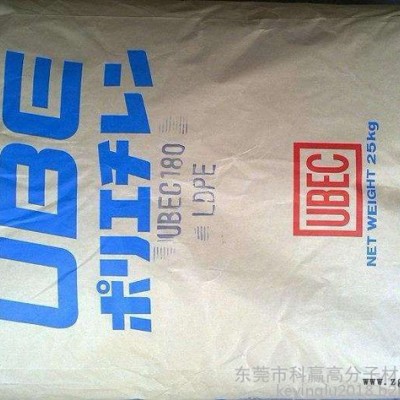 UBE
ポリエチレン
UBEC180
LDPE
UBEC
NET WEIGHT 25kg
东莞市科赢高分子材
keyinglu2018.b